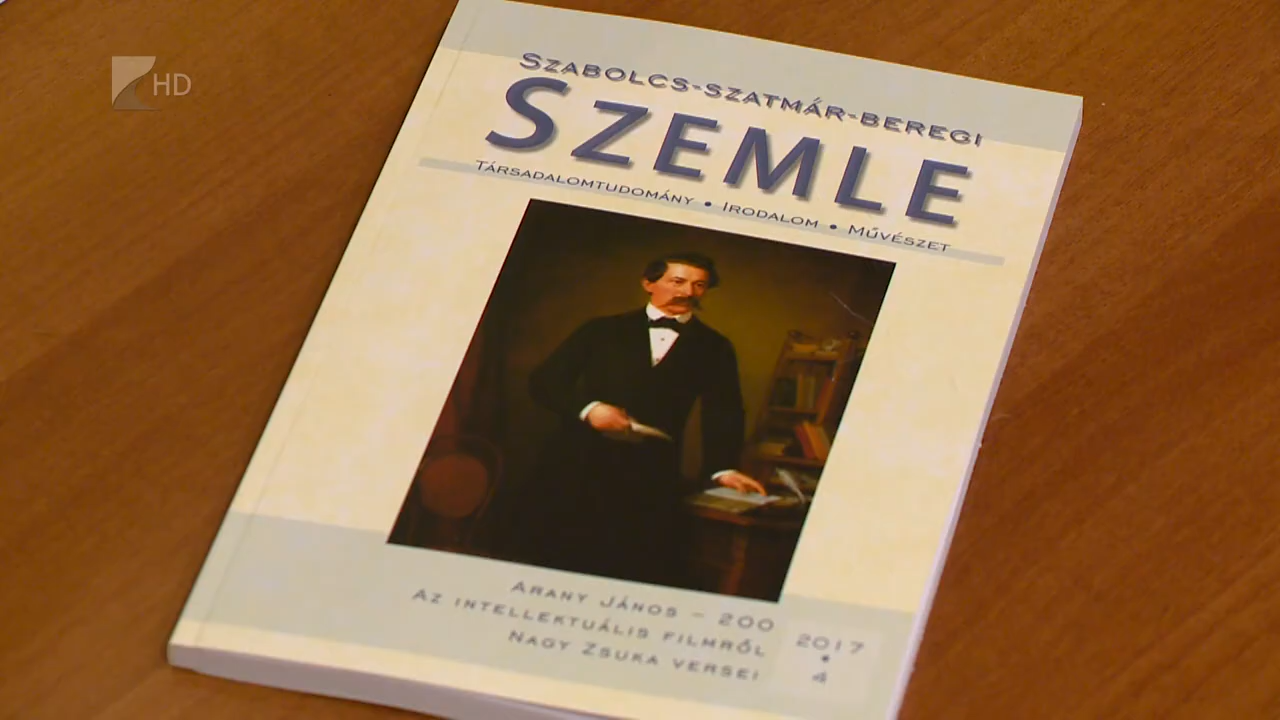 HD
SZABOLCS-SZATMÁR-BEREGI
SZEMLE
TÁRSADALOMTUDOMÁNY • IRODALOM • MŰVÉSZET
ARANY JÁNOS – 200
AZ INTELLEKTUÁLIS FILMRŐL
NAGY ZSUKA VERSEI
2017
•
4